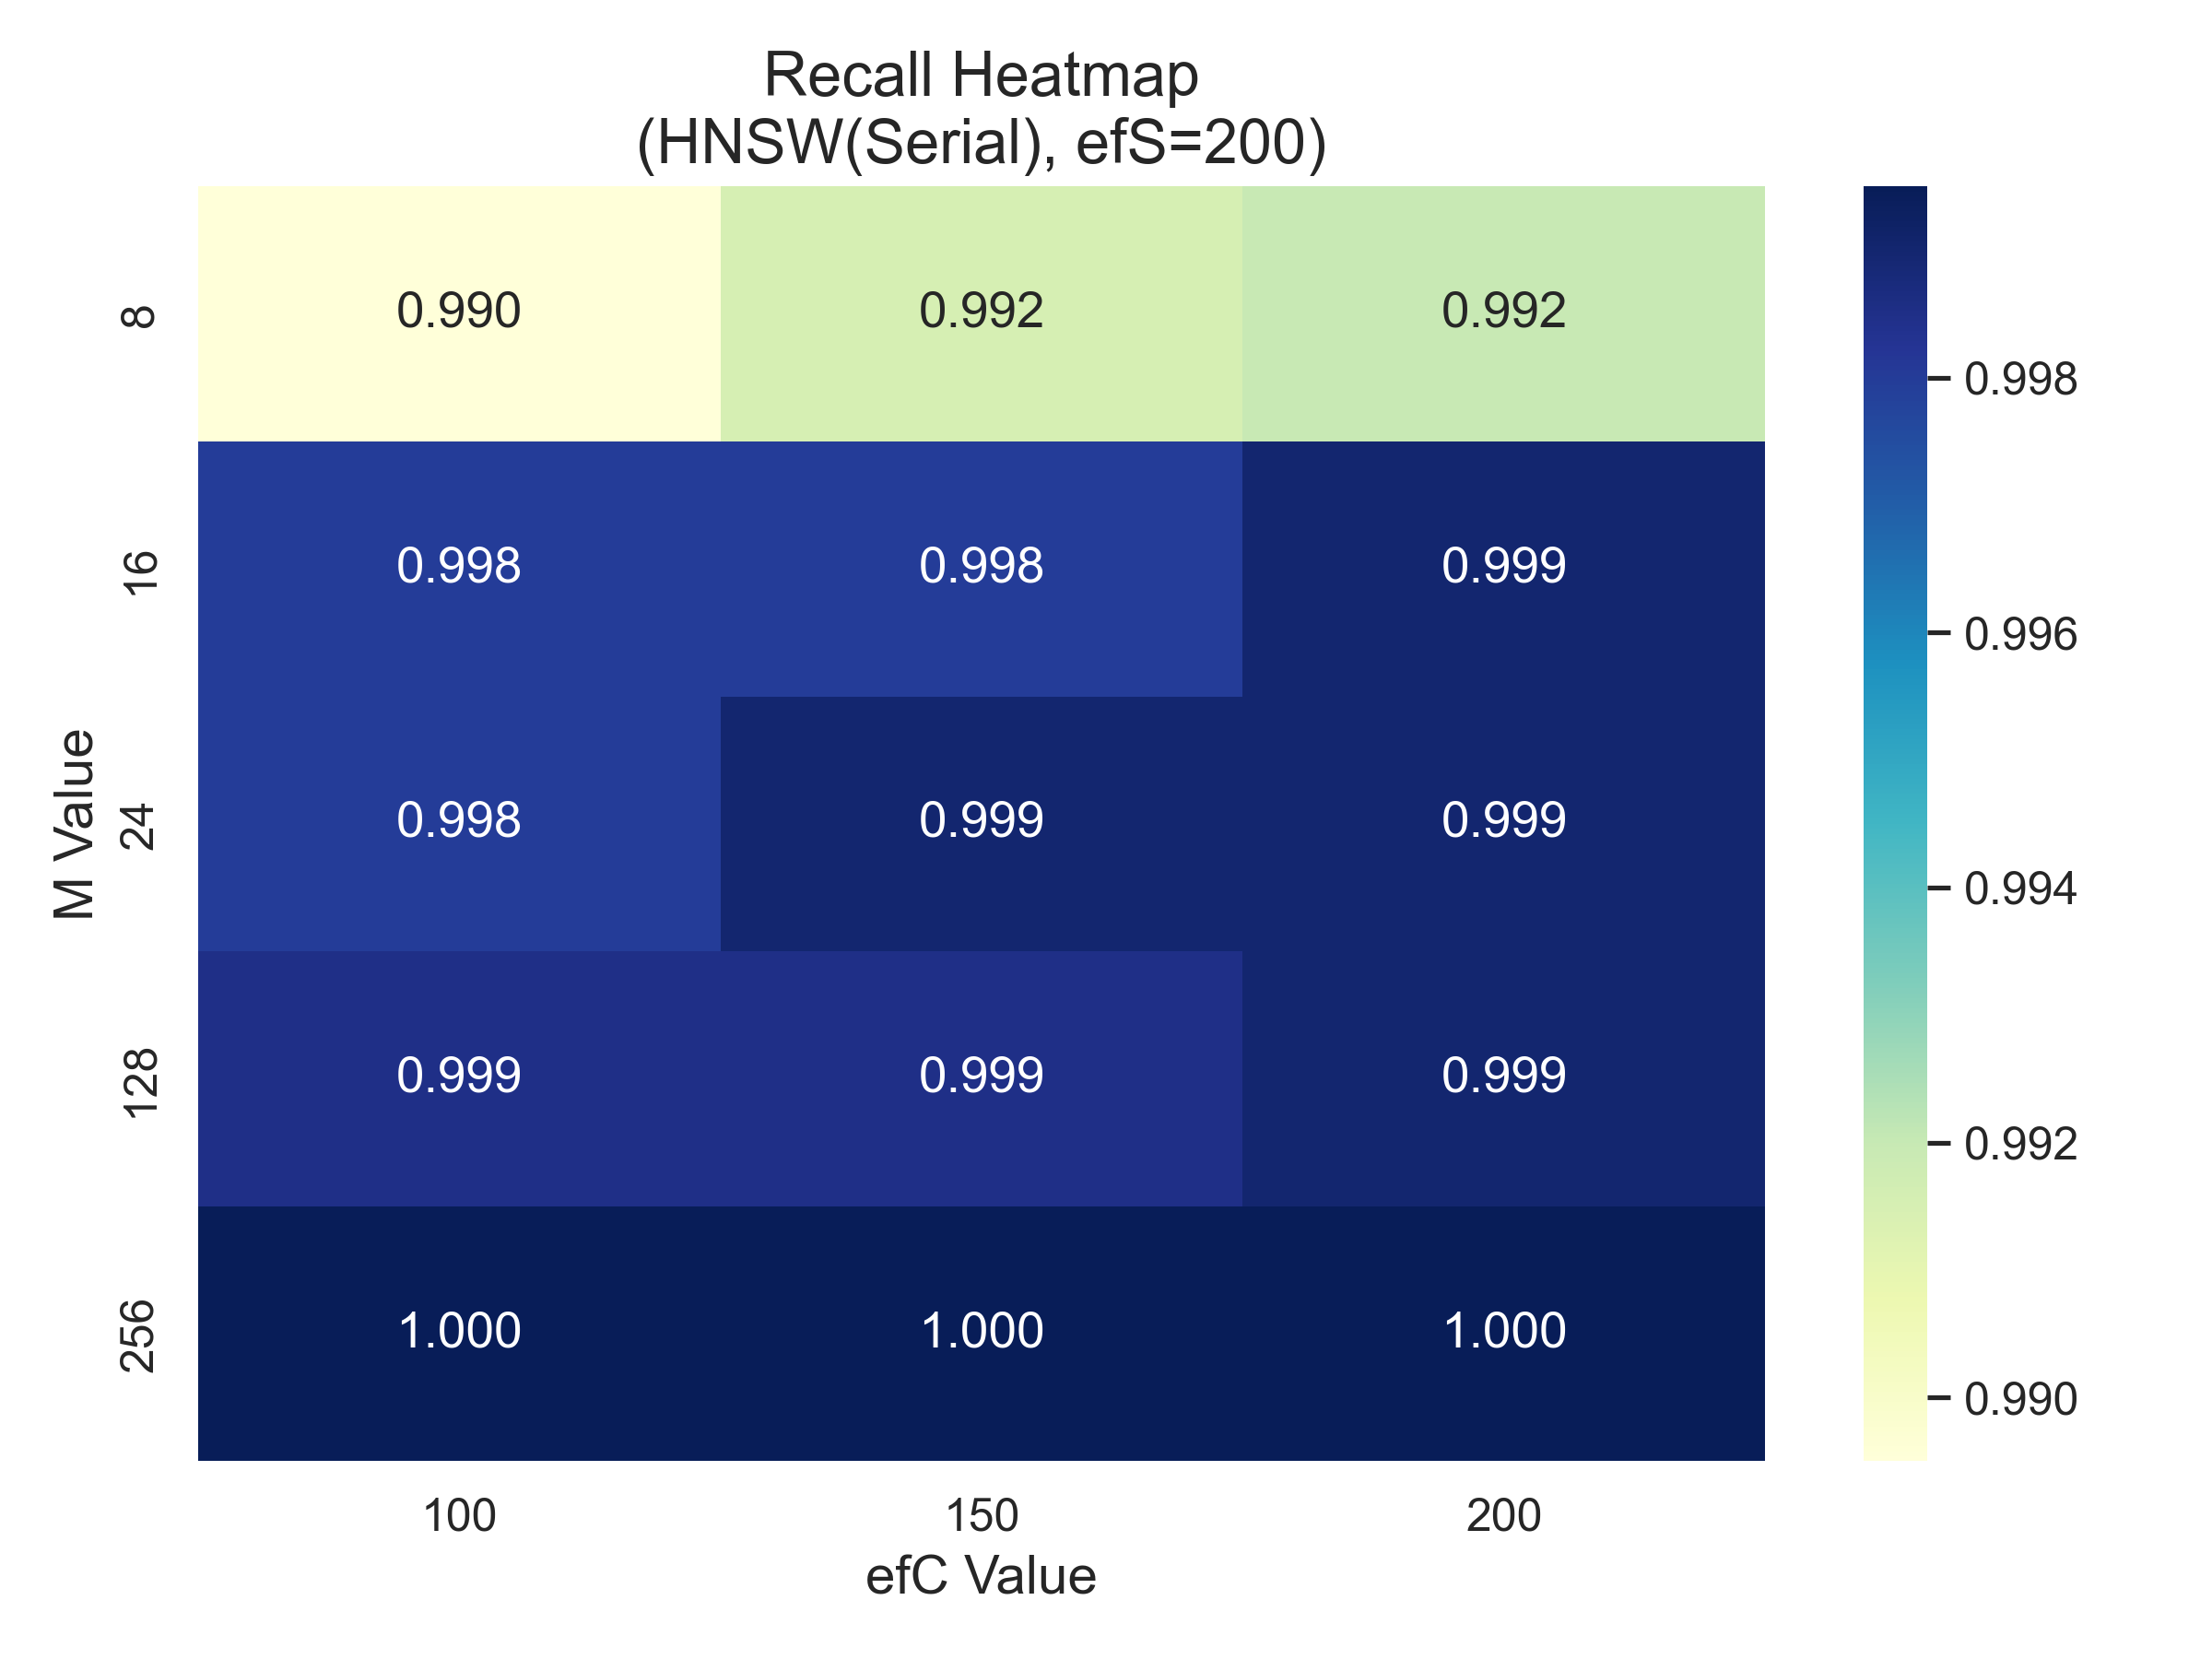 Recall Heatmap
(HNSW(Serial), efS=200)
M Value
8
0.990 0.992 0.992
16
0.998 0.998 0.999
24
0.998 0.999 0.999
128
0.999 0.999 0.999
256
1.000 1.000 1.000
100 150 200
efC Value
0.998
0.996
0.994
0.992
0.990